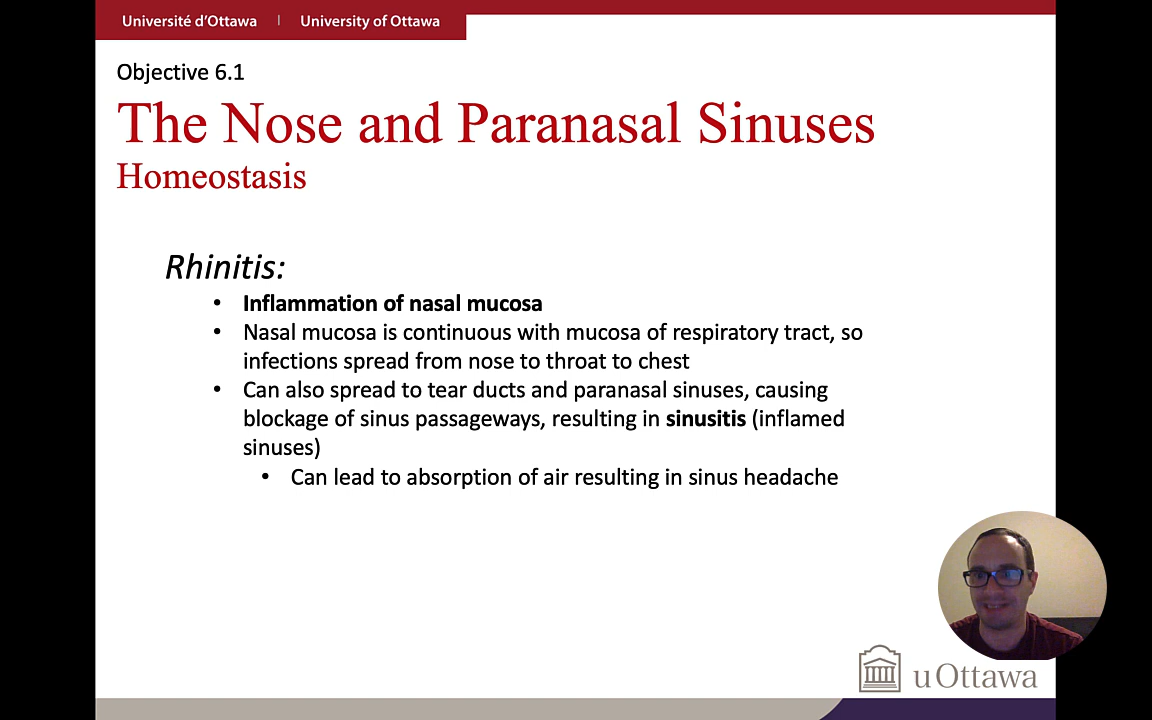 Université d'Ottawa | University of Ottawa
Objective 6.1
The Nose and Paranasal Sinuses
Homeostasis
Rhinitis:
• Inflammation of nasal mucosa
• Nasal mucosa is continuous with mucosa of respiratory tract, so
infections spread from nose to throat to chest
• Can also spread to tear ducts and paranasal sinuses, causing
blockage of sinus passageways, resulting in sinusitis (inflamed
sinuses)
• Can lead to absorption of air resulting in sinus headache
uOttawa